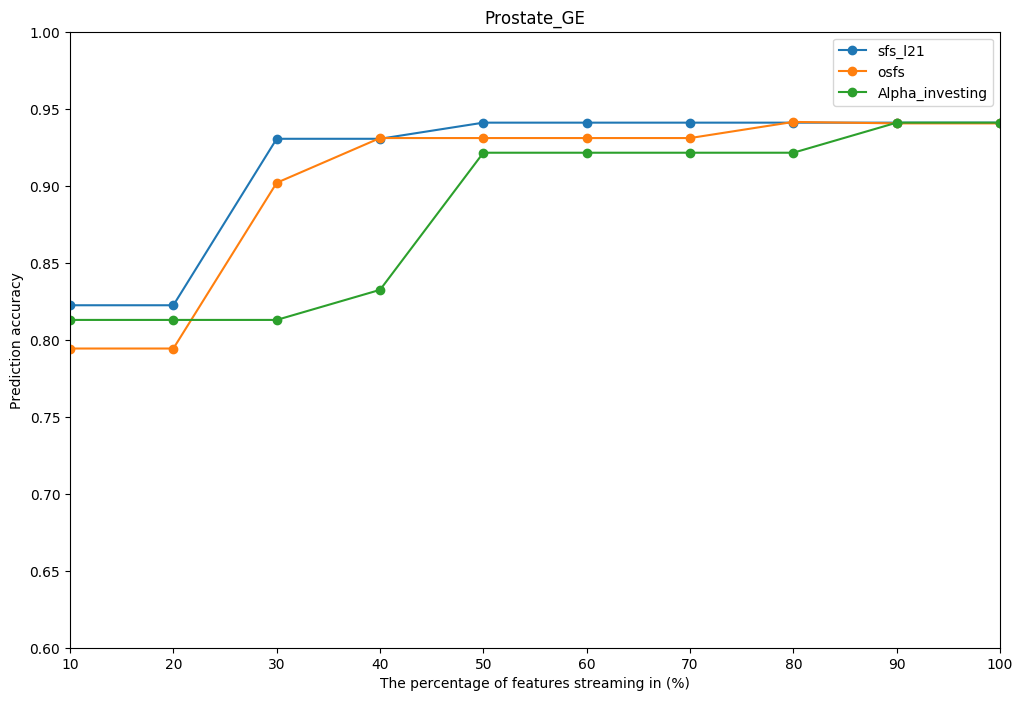 Prostate_GE
sfs_l21
osfs
Alpha_investing
1.00
0.95
0.90
0.85
0.80
0.75
0.70
0.65
0.60
Prediction accuracy
10 20 30 40 50 60 70 80 90 100
The percentage of features streaming in (%)